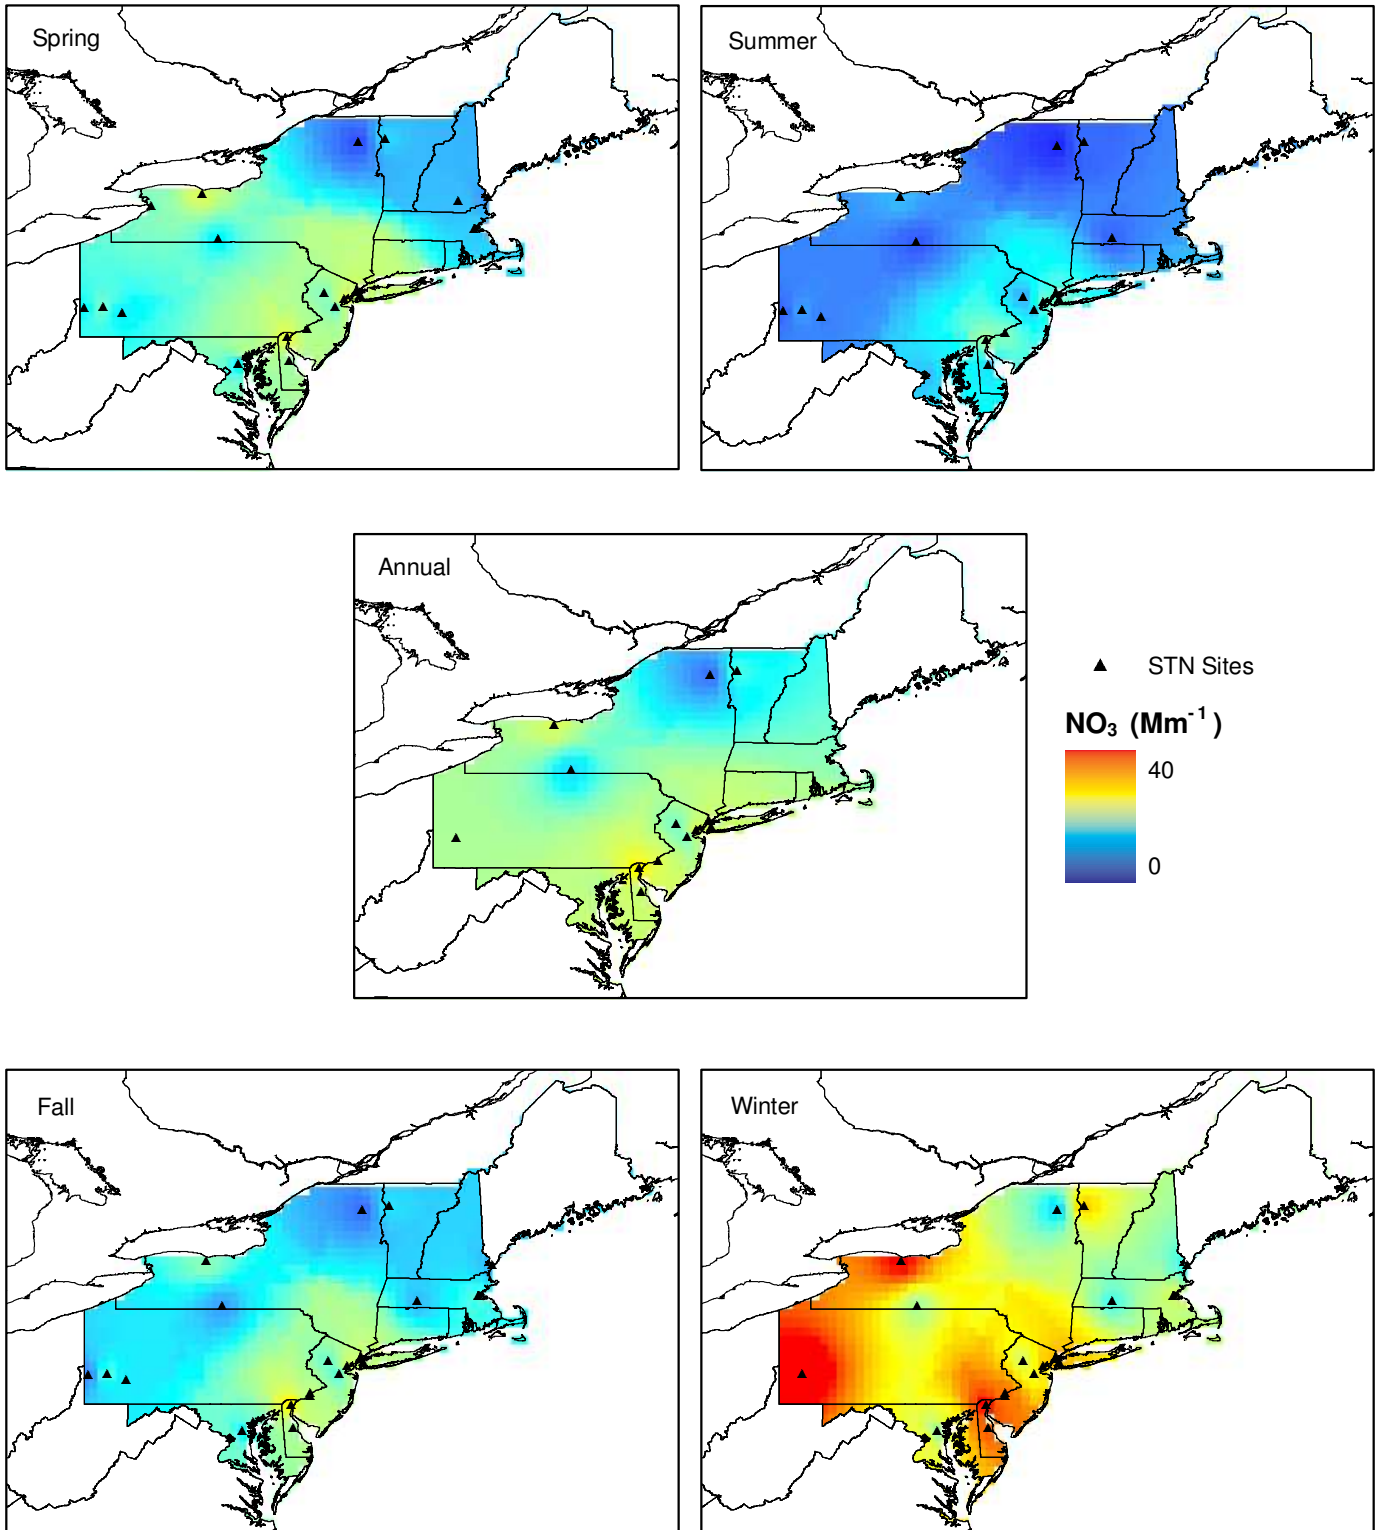 Spring
Summer
Annual
STN Sites
NO₃ (Mm⁻¹)
40
0
Fall
Winter